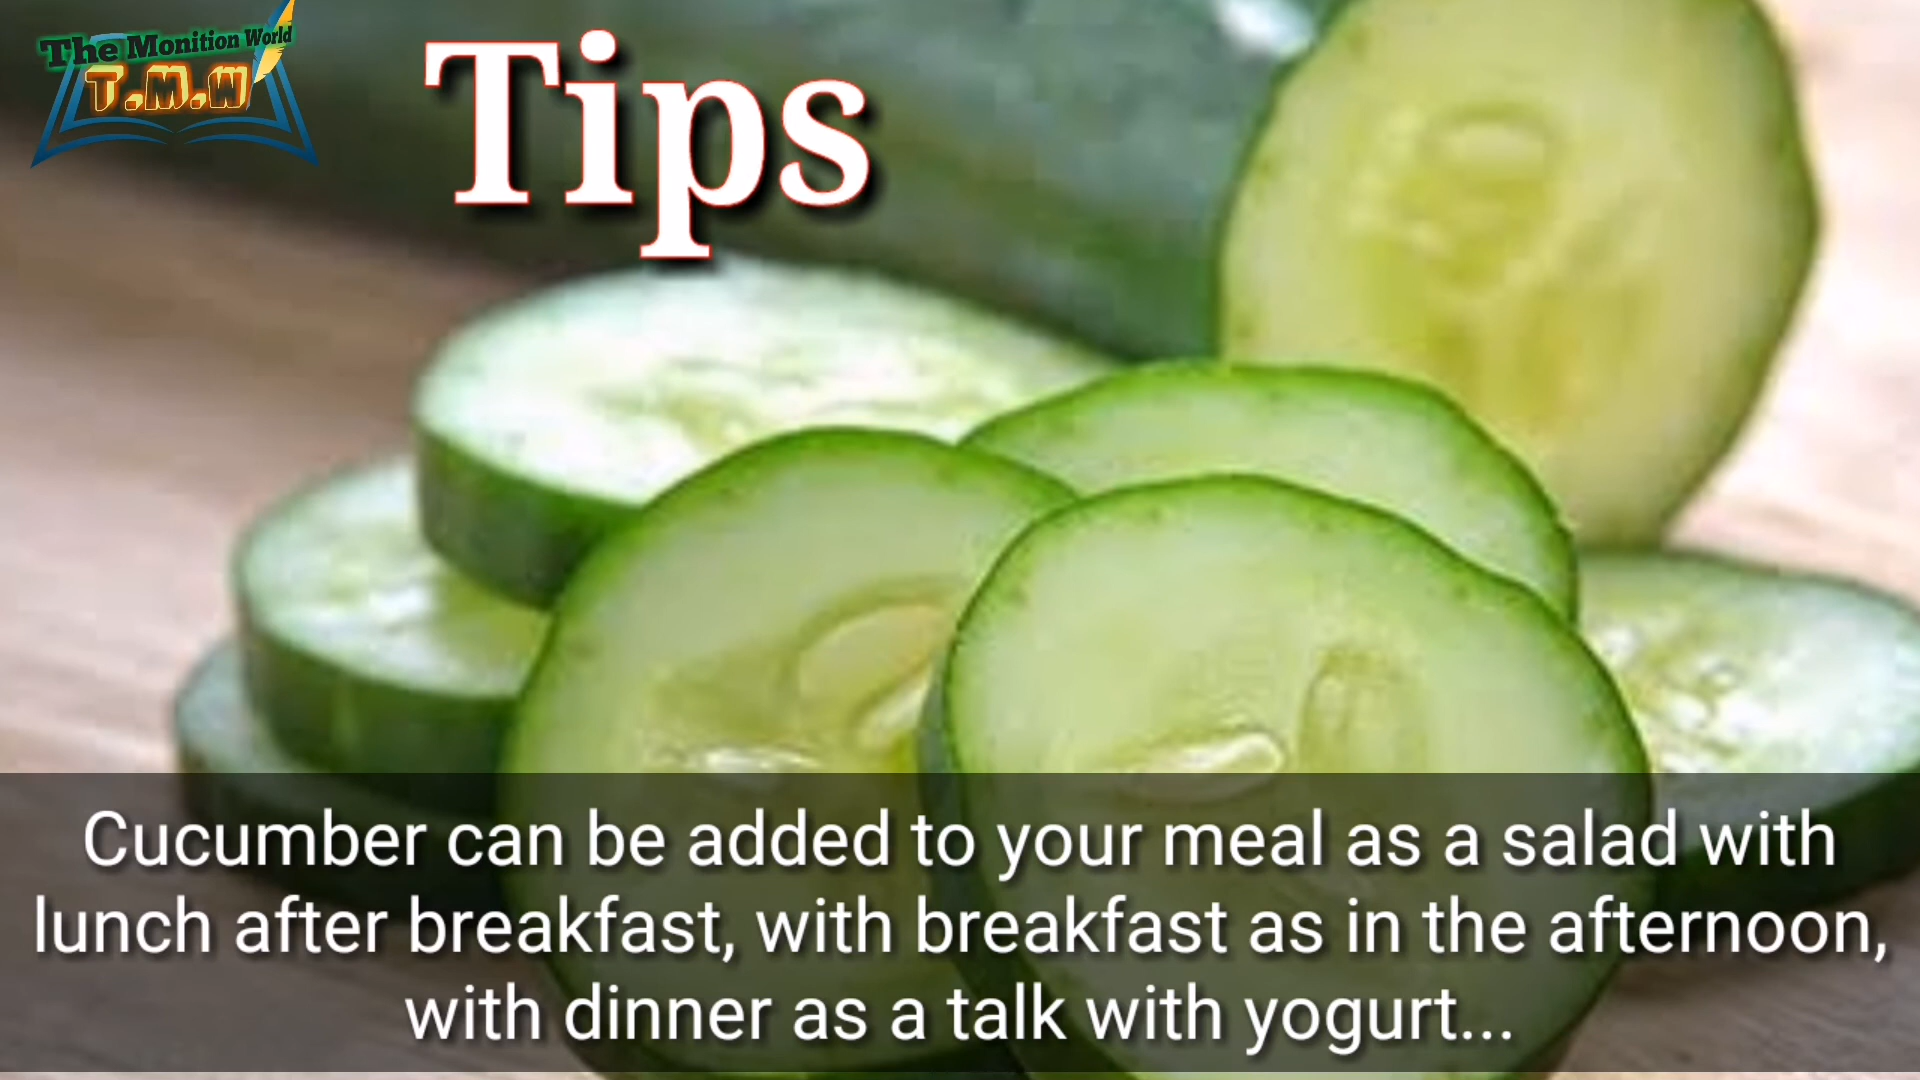 The Monition World
T.M.W
Tips
Cucumber can be added to your meal as a salad with
lunch after breakfast, with breakfast as in the afternoon,
with dinner as a talk with yogurt...